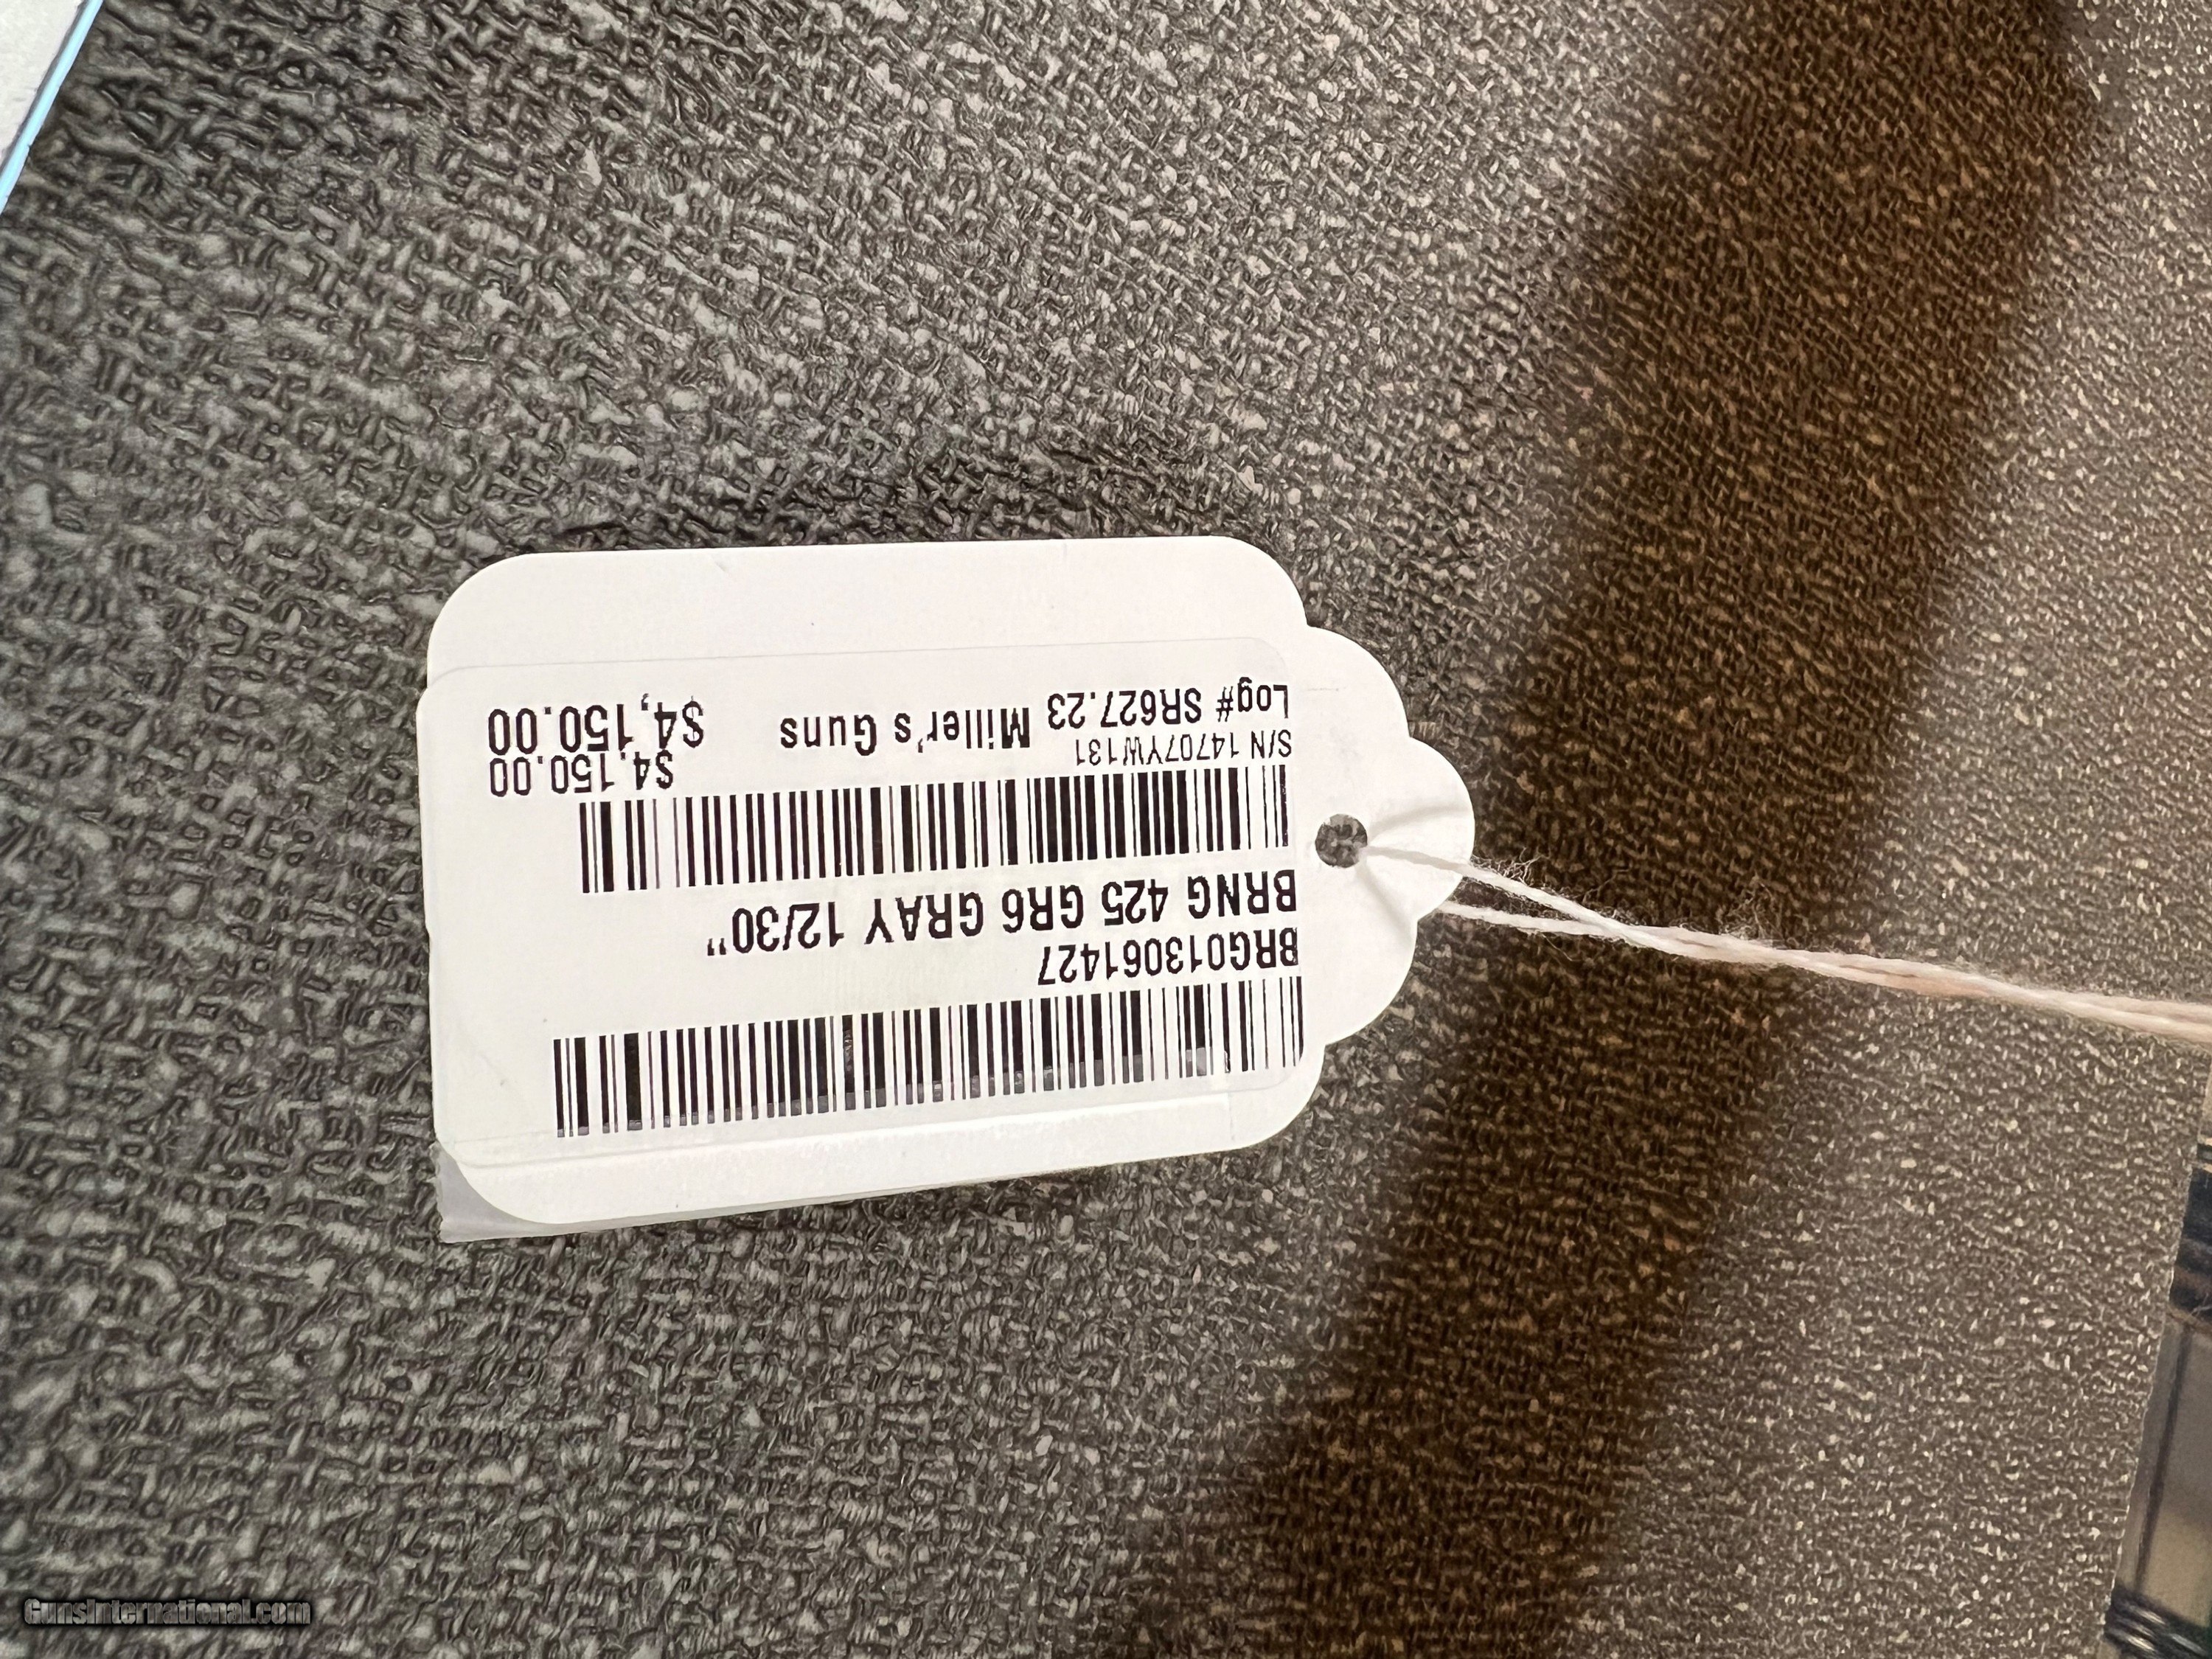 BRG013061427
BRNG 425 GR6 GRAY 12/30"
S/N 14707YW131 $4,150.00
Log# SR627.23 Miller's Guns $4,150.00
GunsInternational.com